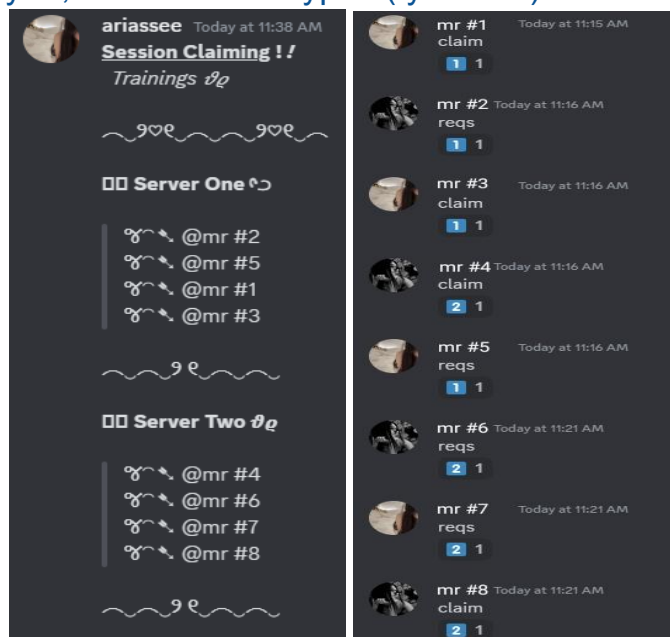 ariassee Today at 11:38 AM
Session Claiming ! !
Trainings 𝜗𝜚
Server One
@mr #2
@mr #5
@mr #1
@mr #3
୨ ୧
Server Two 𝜗𝜚
@mr #4
@mr #6
@mr #7
@mr #8
୨ ୧
mr #1 Today at 11:15 AM
claim
1 1
mr #2 Today at 11:16 AM
reqs
1 1
mr #3 Today at 11:16 AM
claim
1 1
mr #4 Today at 11:16 AM
claim
2 1
mr #5 Today at 11:16 AM
reqs
1 1
mr #6 Today at 11:21 AM
reqs
2 1
mr #7 Today at 11:21 AM
reqs
2 1
mr #8 Today at 11:21 AM
claim
2 1